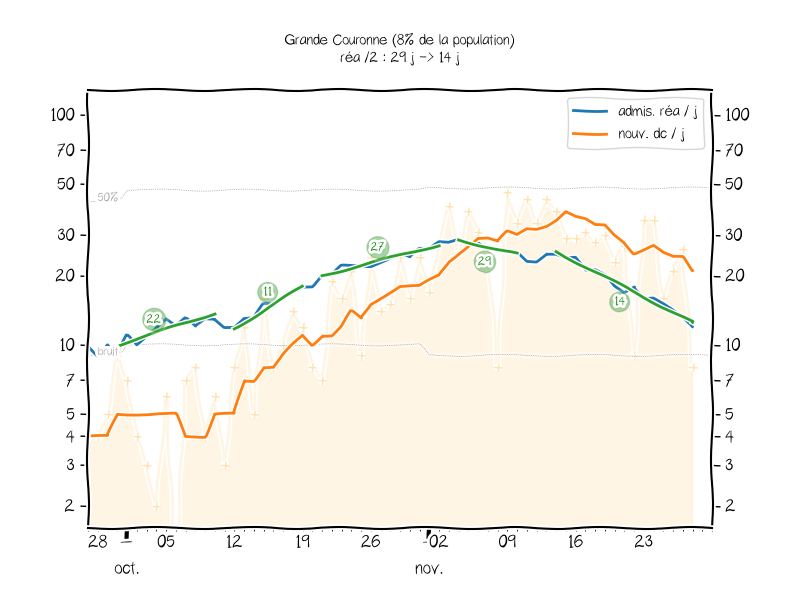 Grande Couronne (8% de la population)
réa /2 : 29 j -> 14 j
admis. réa / j
nouv. dc / j
100 100
70 70
50 50
50%
30 30
20 20
10 10
bruit
7 7
5 5
4 4
3 3
2 2
22
11
27
29
14
28 05 12 19 26 02 09 16 23
oct. nov.